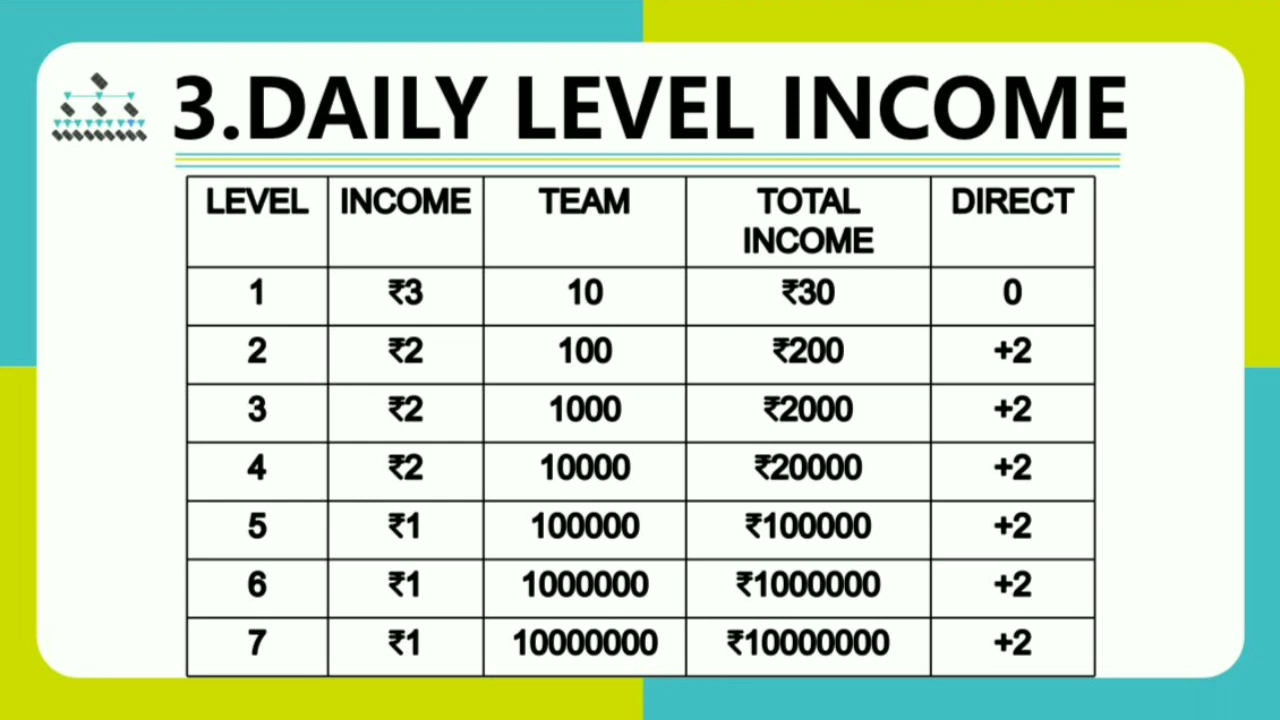 3.DAILY LEVEL INCOME
LEVEL INCOME TEAM TOTAL INCOME DIRECT
1 ₹3 10 ₹30 0
2 ₹2 100 ₹200 +2
3 ₹2 1000 ₹2000 +2
4 ₹2 10000 ₹20000 +2
5 ₹1 100000 ₹100000 +2
6 ₹1 1000000 ₹1000000 +2
7 ₹1 10000000 ₹10000000 +2